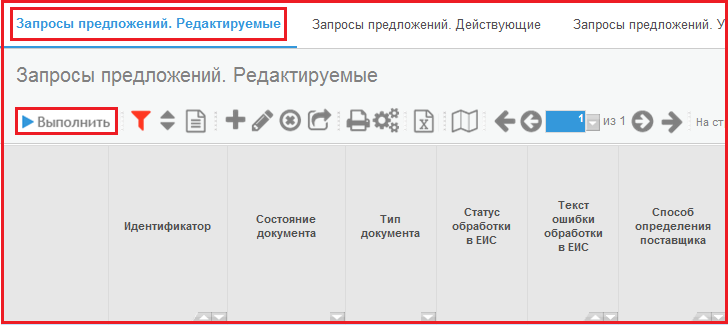 Запросы предложений. Редактируемые Запросы предложений. Действующие Запросы предложений. У
Запросы предложений. Редактируемые
Выполнить 1 из 1 На ст
Идентификатор
Состояние
документа
Тип
документа
Статус
обработки
в ЕИС
Текст
ошибки
обработки
в ЕИС
Способ
определения
поставщика